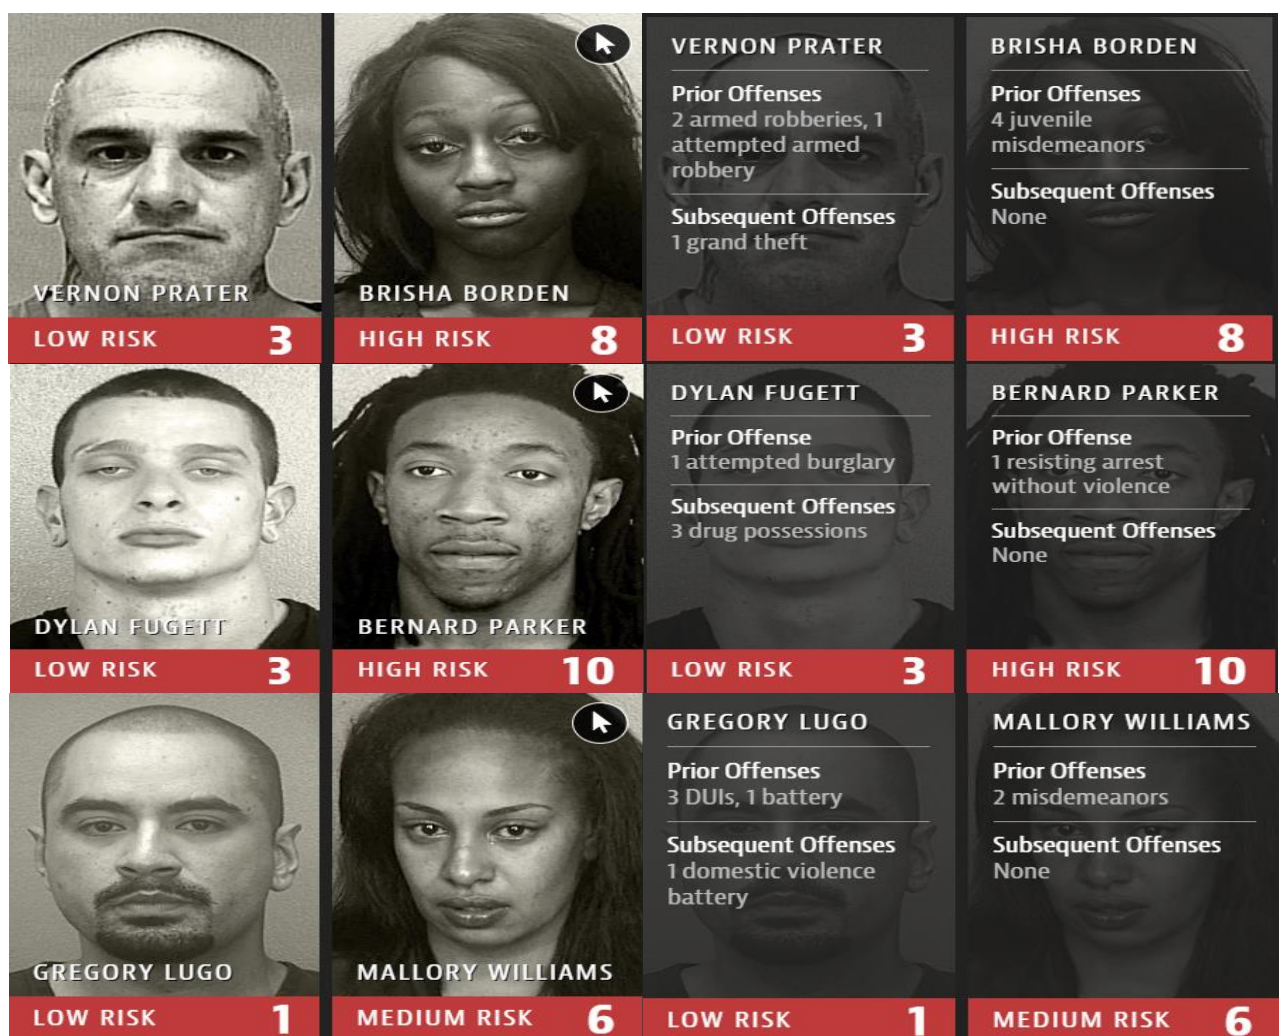 VERNON PRATER
LOW RISK 3
BRISHA BORDEN
HIGH RISK 8
VERNON PRATER
Prior Offenses
2 armed robberies, 1
attempted armed
robbery
Subsequent Offenses
1 grand theft
LOW RISK 3
BRISHA BORDEN
Prior Offenses
4 juvenile
misdemeanors
Subsequent Offenses
None
HIGH RISK 8
DYLAN FUGETT
LOW RISK 3
BERNARD PARKER
HIGH RISK 10
DYLAN FUGETT
Prior Offense
1 attempted burglary
Subsequent Offenses
3 drug possessions
LOW RISK 3
BERNARD PARKER
Prior Offense
1 resisting arrest
without violence
Subsequent Offenses
None
HIGH RISK 10
GREGORY LUGO
LOW RISK 1
MALLORY WILLIAMS
MEDIUM RISK 6
GREGORY LUGO
Prior Offenses
3 DUIs, 1 battery
Subsequent Offenses
1 domestic violence
battery
LOW RISK 1
MALLORY WILLIAMS
Prior Offenses
2 misdemeanors
Subsequent Offenses
None
MEDIUM RISK 6